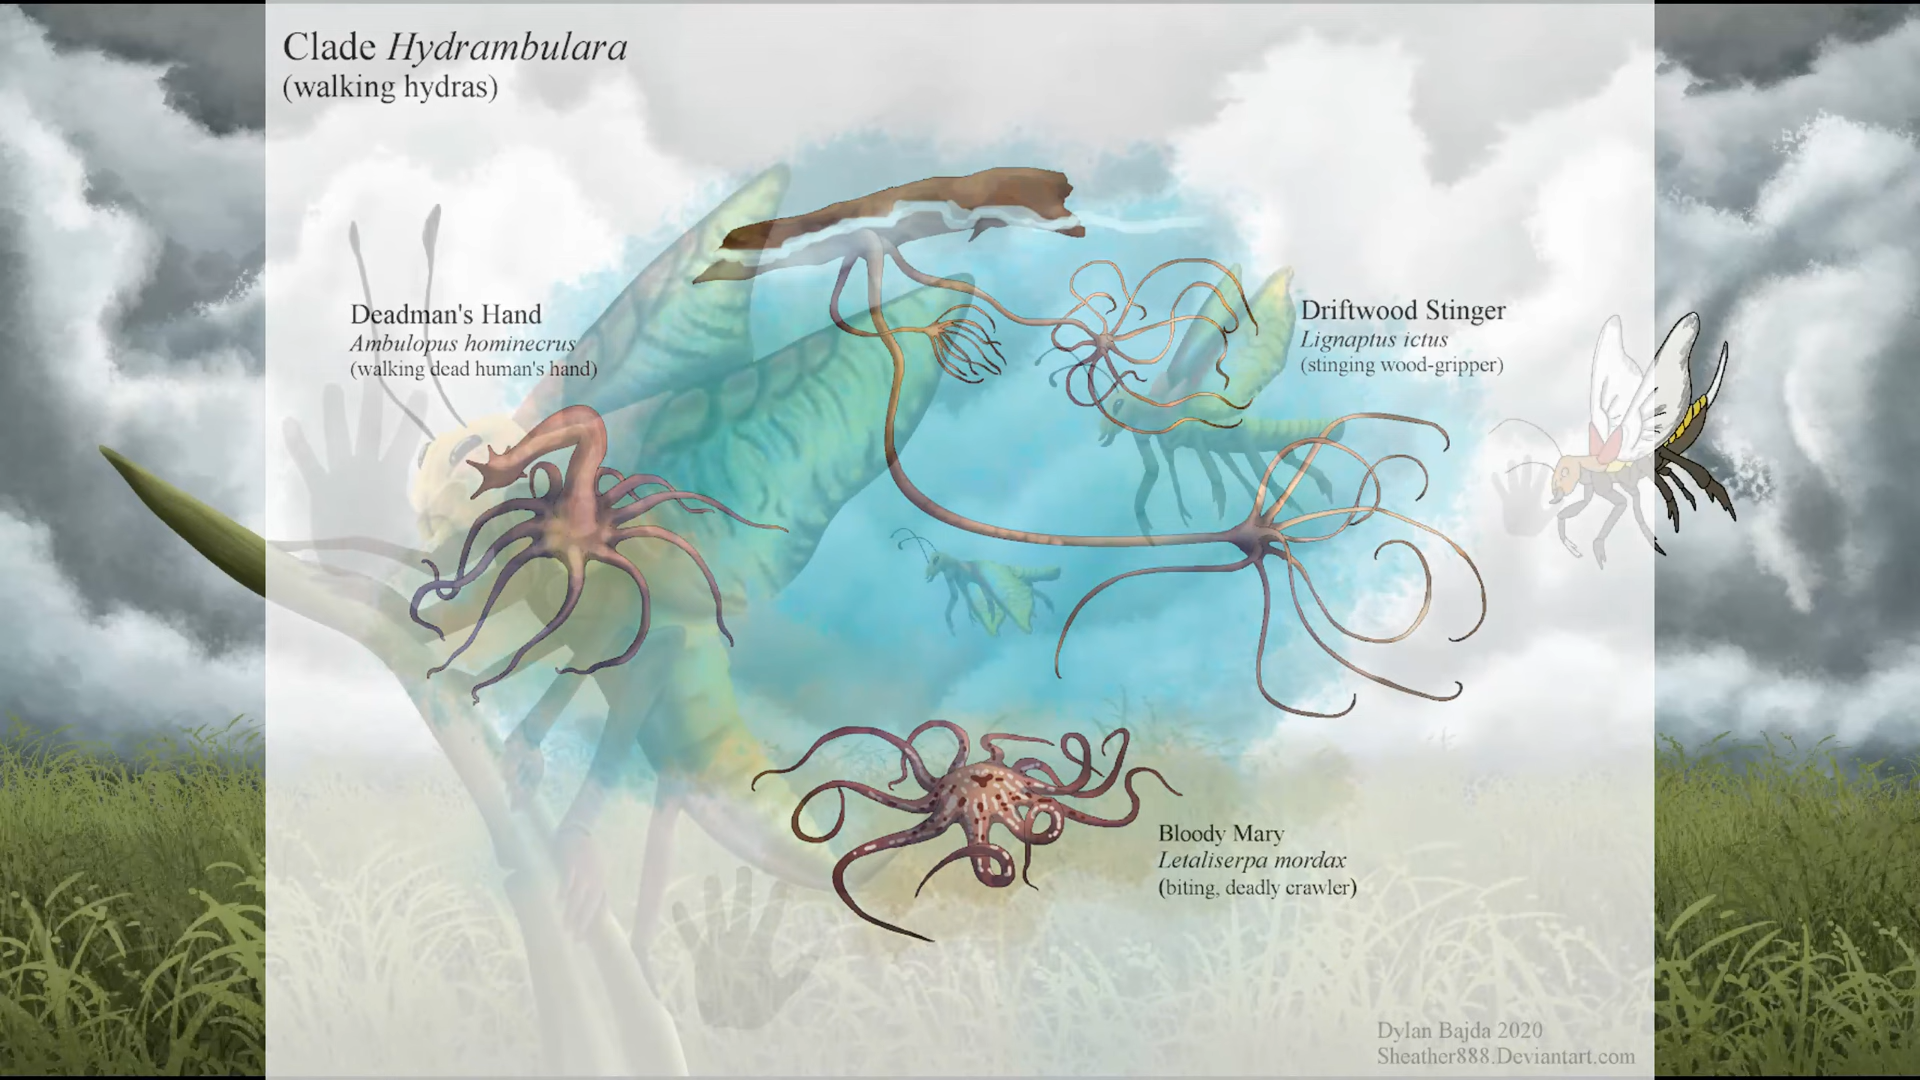 Clade Hydrambulara
(walking hydras)
Deadman's Hand
Ambulopus hominecrus
(walking dead human's hand)
Driftwood Stinger
Lignaptus ictus
(stinging wood-gripper)
Bloody Mary
Letaliserpa mordax
(biting, deadly crawler)
Dylan Bajda 2020
Sheather888.Deviantart.com